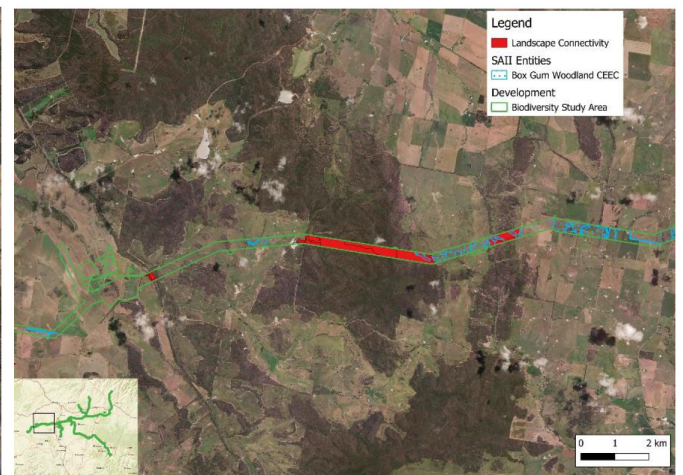 Legend
Landscape Connectivity
SAII Entities
Box Gum Woodland CEEC
Development
Biodiversity Study Area
0 1 2 km